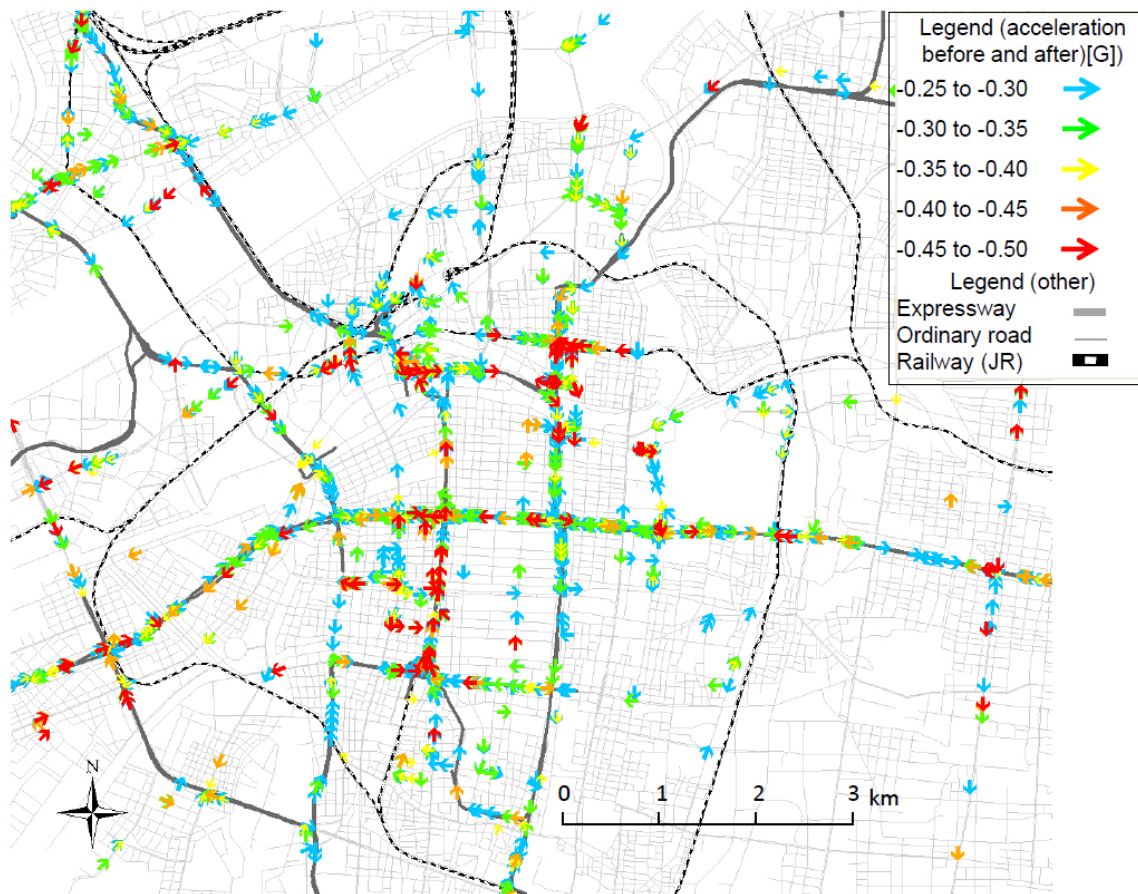 Legend (acceleration
before and after)[G])
-0.25 to -0.30
-0.30 to -0.35
-0.35 to -0.40
-0.40 to -0.45
-0.45 to -0.50
Legend (other)
Expressway
Ordinary road
Railway (JR)
N
0 1 2 3 km